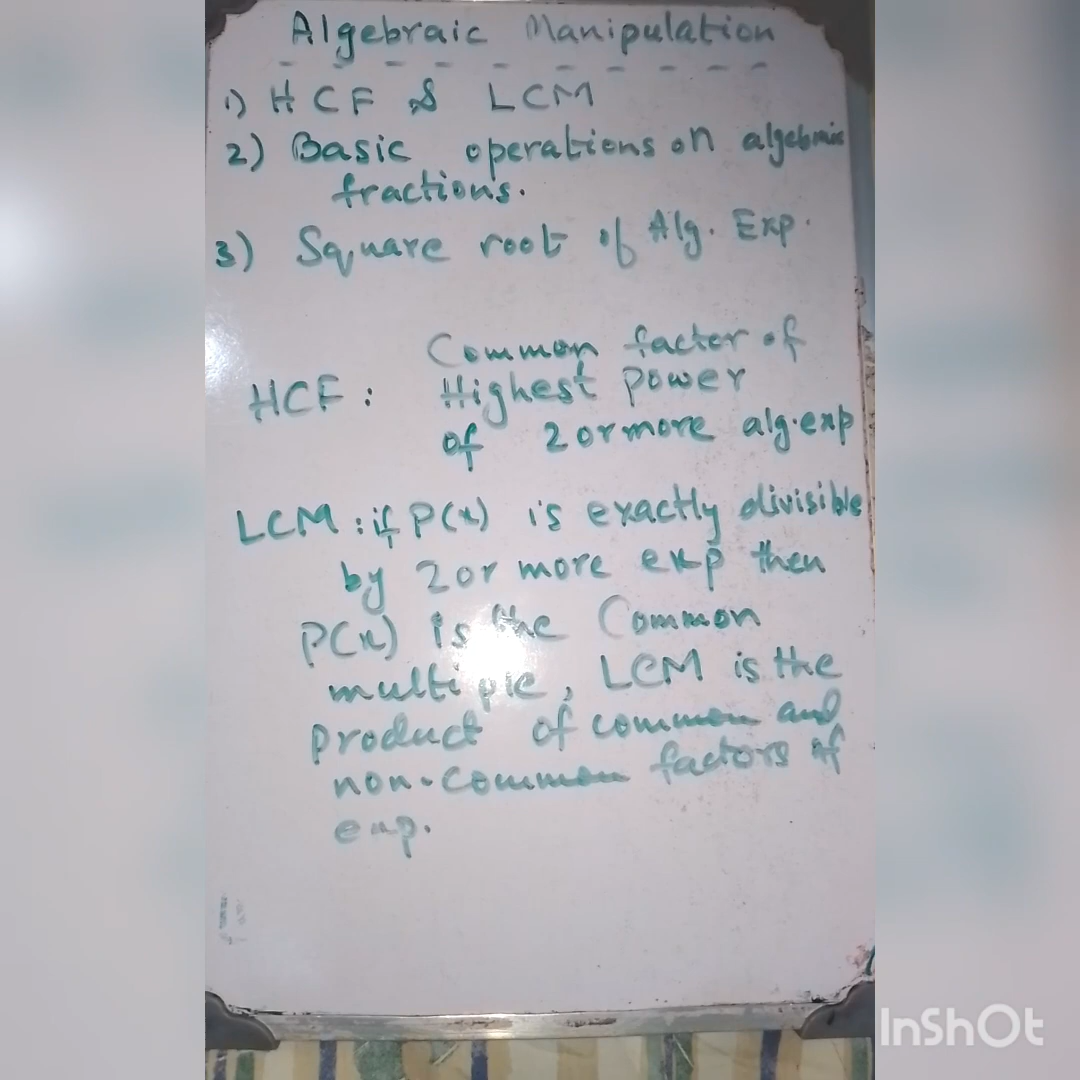 Algebraic Manipulation
1) HCF & LCM
2) Basic operations on algebraic
fractions.
3) Square root of Alg. Exp.
Common factor of
HCF: Highest power
of 2 or more alg.exp
LCM: if P(x) is exactly divisible
by 2 or more exp then
P(x) is the Common
multiple, LCM is the
product of common and
non-common factors of
exp.
InShOt